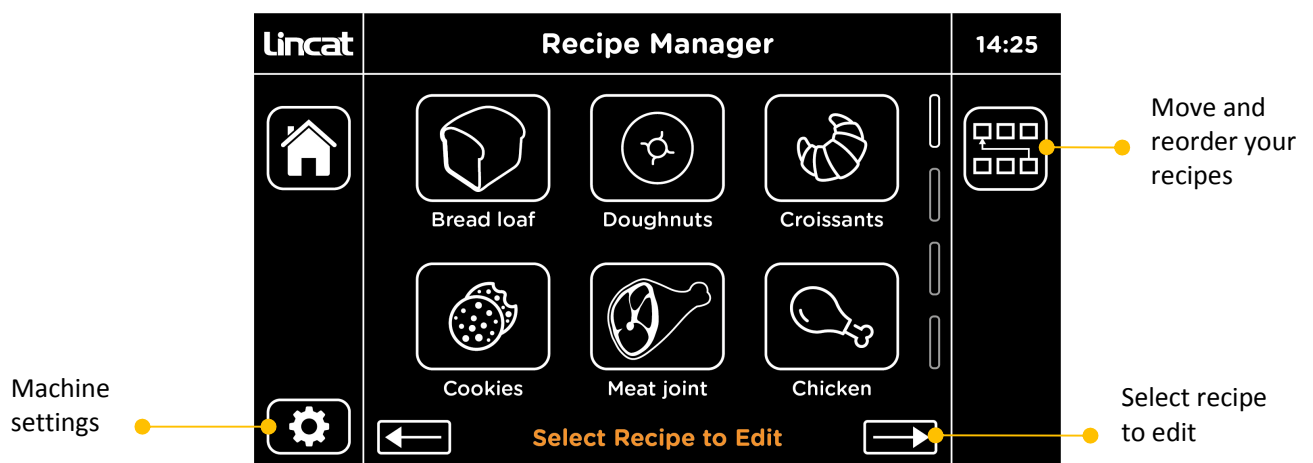 Lincat
Recipe Manager
14:25
Move and
reorder your
recipes
Bread loaf
Doughnuts
Croissants
Cookies
Meat joint
Chicken
Machine
settings
Select Recipe to Edit
Select recipe
to edit